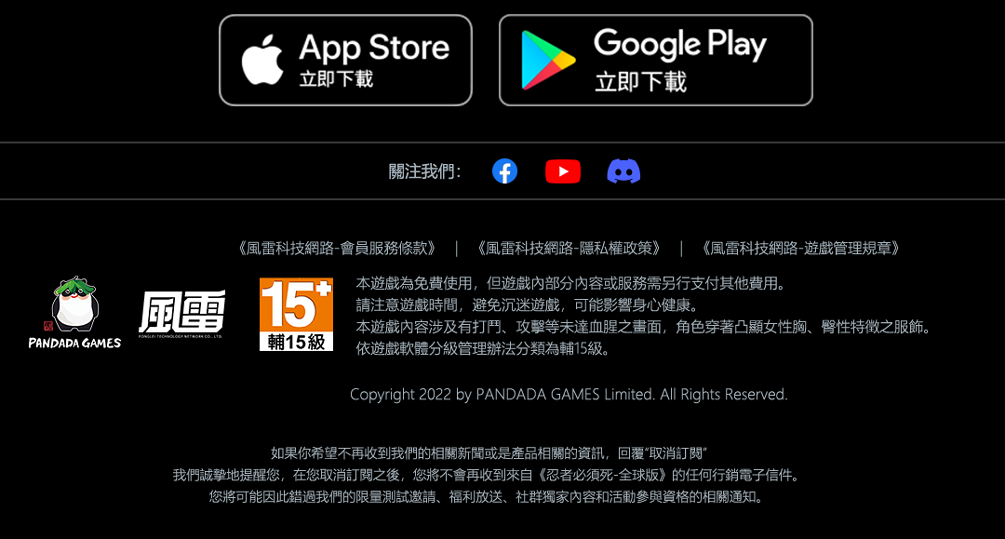 App Store
立即下載
Google Play
立即下載
關注我們：
《風雷科技網路-會員服務條款》 | 《風雷科技網路-隱私權政策》 | 《風雷科技網路-遊戲管理規章》
本遊戲為免費使用，但遊戲內部分內容或服務需另行支付其他費用。
請注意遊戲時間，避免沉迷遊戲，可能影響身心健康。
本遊戲內容涉及有打鬥、攻擊等未達血腥之畫面，角色穿著凸顯女性胸、臀性特徵之服飾。
依遊戲軟體分級管理辦法分類為輔15級。
PANDADA GAMES
風雷
FONGLEI TECHNOLOGY NETWORK CO., LTD.
15+
輔15級
Copyright 2022 by PANDADA GAMES Limited. All Rights Reserved.
如果你希望不再收到我們的相關新聞或是產品相關的資訊，回覆“取消訂閱”
我們誠摯地提醒您，在您取消訂閱之後，您將不會再收到來自《忍者必須死-全球版》的任何行銷電子信件。
您將可能因此錯過我們的限量測試邀請、福利放送、社群獨家內容和活動參與資格的相關通知。